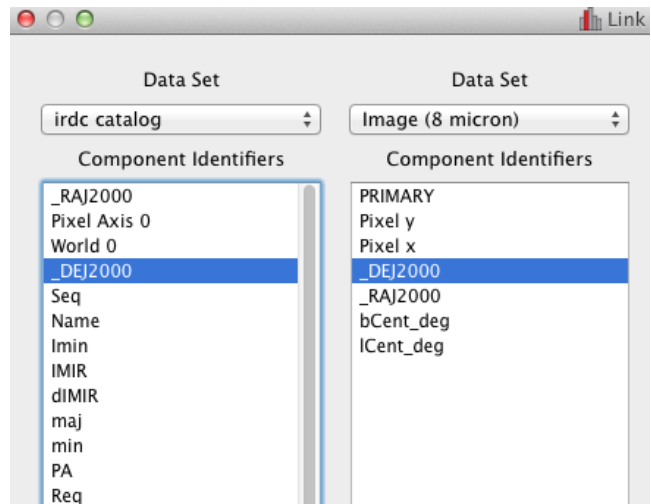 Link
Data Set
irdc catalog
Component Identifiers
_RAJ2000
Pixel Axis 0
World 0
_DEJ2000
Seq
Name
Imin
IMIR
dIMIR
maj
min
PA
Req
Data Set
Image (8 micron)
Component Identifiers
PRIMARY
Pixel y
Pixel x
_DEJ2000
_RAJ2000
bCent_deg
lCent_deg